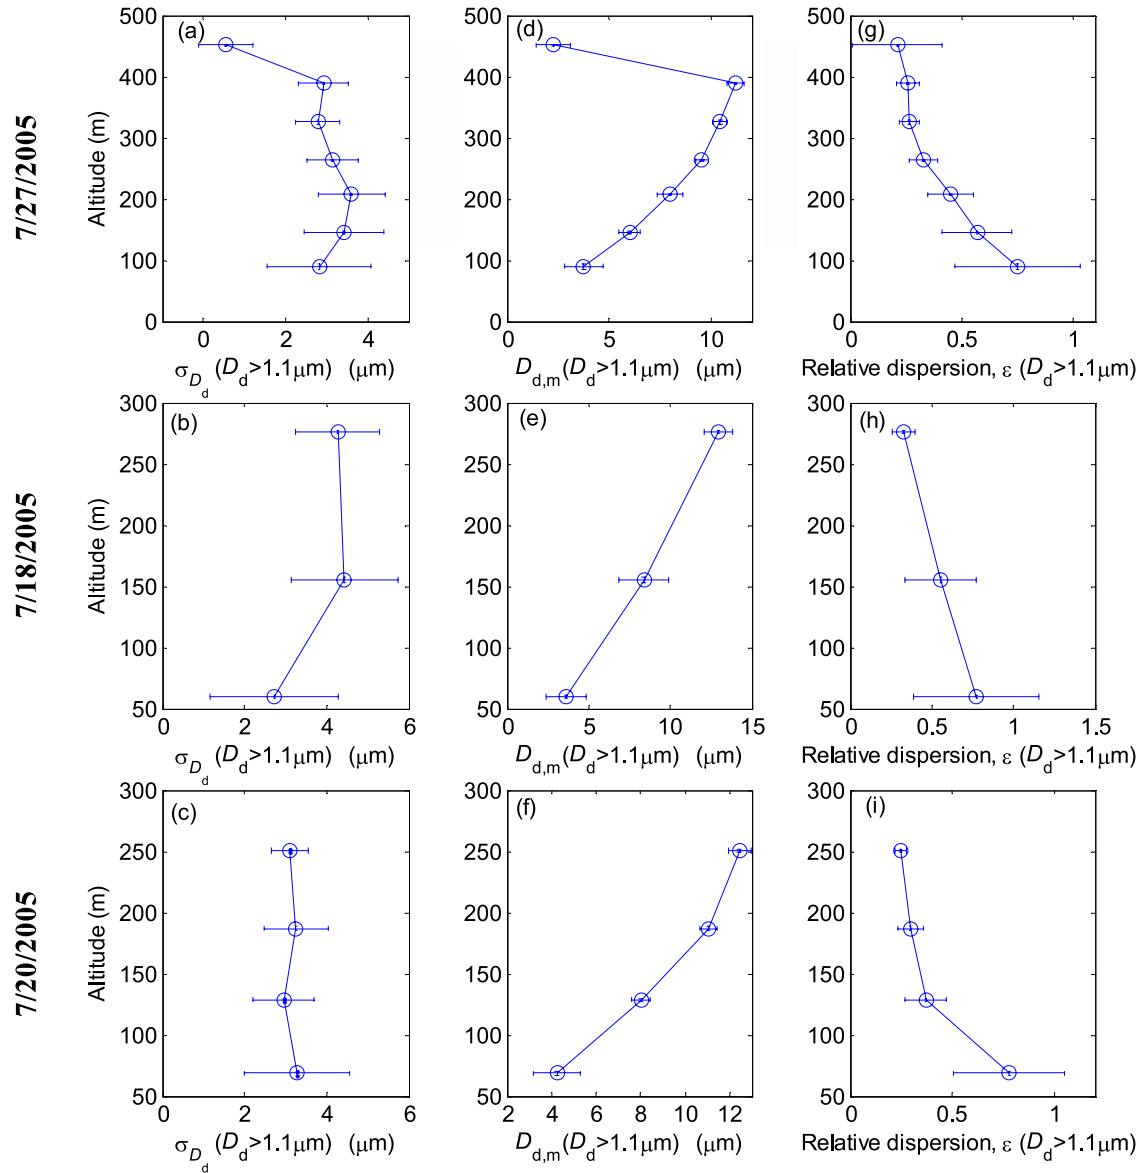 7/27/2005
(a)
500
400
300
200
100
0
Altitude (m)
0 2 4
σDd (Dd>1.1μm) (μm)
(d)
500
400
300
200
100
0
0 5 10
Dd,m(Dd>1.1μm) (μm)
(g)
500
400
300
200
100
0
0 0.5 1
Relative dispersion, ε (Dd>1.1μm)
7/18/2005
(b)
300
250
200
150
100
50
Altitude (m)
0 2 4 6
σDd (Dd>1.1μm) (μm)
(e)
300
250
200
150
100
50
0 5 10 15
Dd,m(Dd>1.1μm) (μm)
(h)
300
250
200
150
100
50
0 0.5 1 1.5
Relative dispersion, ε (Dd>1.1μm)
7/20/2005
(c)
300
250
200
150
100
50
Altitude (m)
0 2 4 6
σDd (Dd>1.1μm) (μm)
(f)
300
250
200
150
100
50
2 4 6 8 10 12
Dd,m(Dd>1.1μm) (μm)
(i)
300
250
200
150
100
50
0 0.5 1
Relative dispersion, ε (Dd>1.1μm)